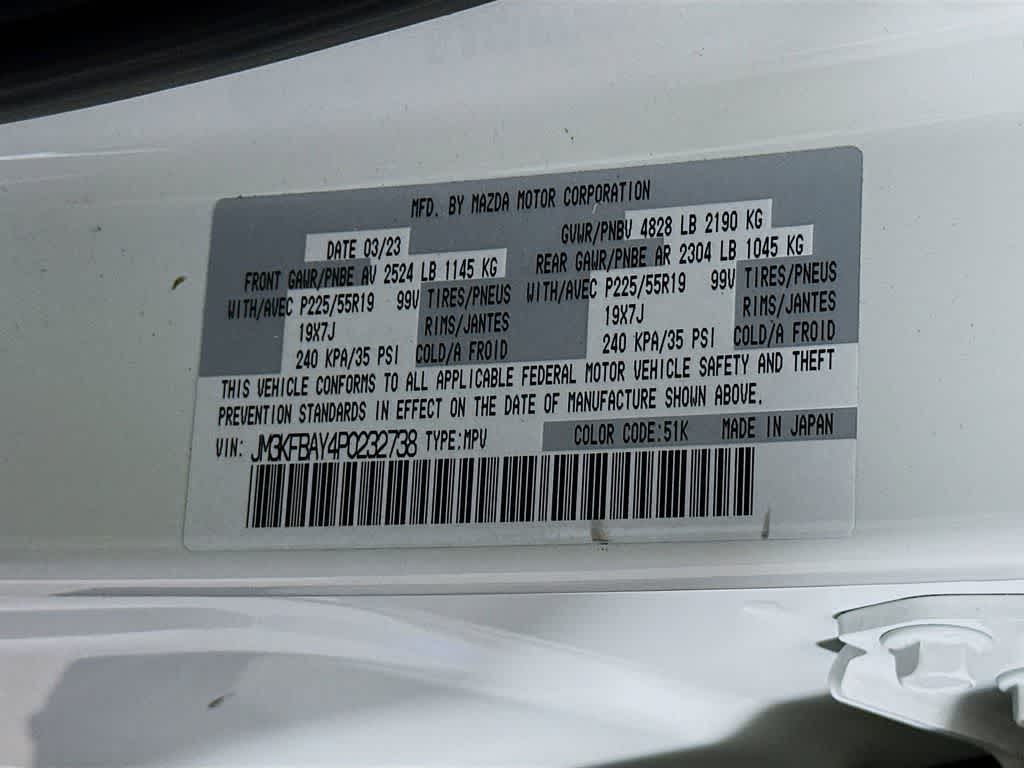 MFD. BY MAZDA MOTOR CORPORATION
DATE 03/23 GVWR/PNBV 4828 LB 2190 KG
FRONT GAWR/PNBE AV 2524 LB 1145 KG REAR GAWR/PNBE AR 2304 LB 1045 KG
WITH/AVEC P225/55R19 99V TIRES/PNEUS WITH/AVEC P225/55R19 99V TIRES/PNEUS
19X7J RIMS/JANTES 19X7J RIMS/JANTES
240 KPA/35 PSI COLD/A FROID 240 KPA/35 PSI COLD/A FROID
THIS VEHICLE CONFORMS TO ALL APPLICABLE FEDERAL MOTOR VEHICLE SAFETY AND THEFT
PREVENTION STANDARDS IN EFFECT ON THE DATE OF MANUFACTURE SHOWN ABOVE.
VIN: JM3KFBAY4P0232738 TYPE:MPV COLOR CODE:51K MADE IN JAPAN